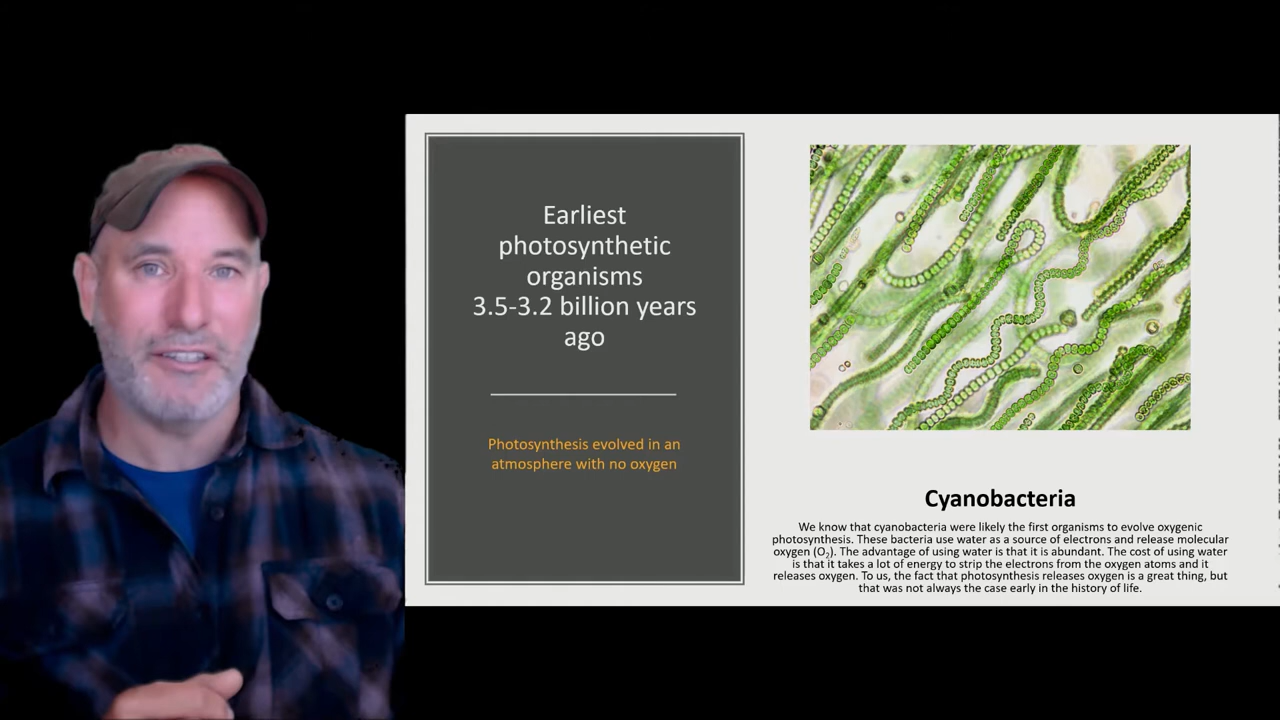 Earliest
photosynthetic
organisms
3.5-3.2 billion years
ago
Photosynthesis evolved in an
atmosphere with no oxygen
Cyanobacteria
We know that cyanobacteria were likely the first organisms to evolve oxygenic
photosynthesis. These bacteria use water as a source of electrons and release molecular
oxygen (O₂). The advantage of using water is that it is abundant. The cost of using water
is that it takes a lot of energy to strip the electrons from the oxygen atoms and it
releases oxygen. To us, the fact that photosynthesis releases oxygen is a great thing, but
that was not always the case early in the history of life.